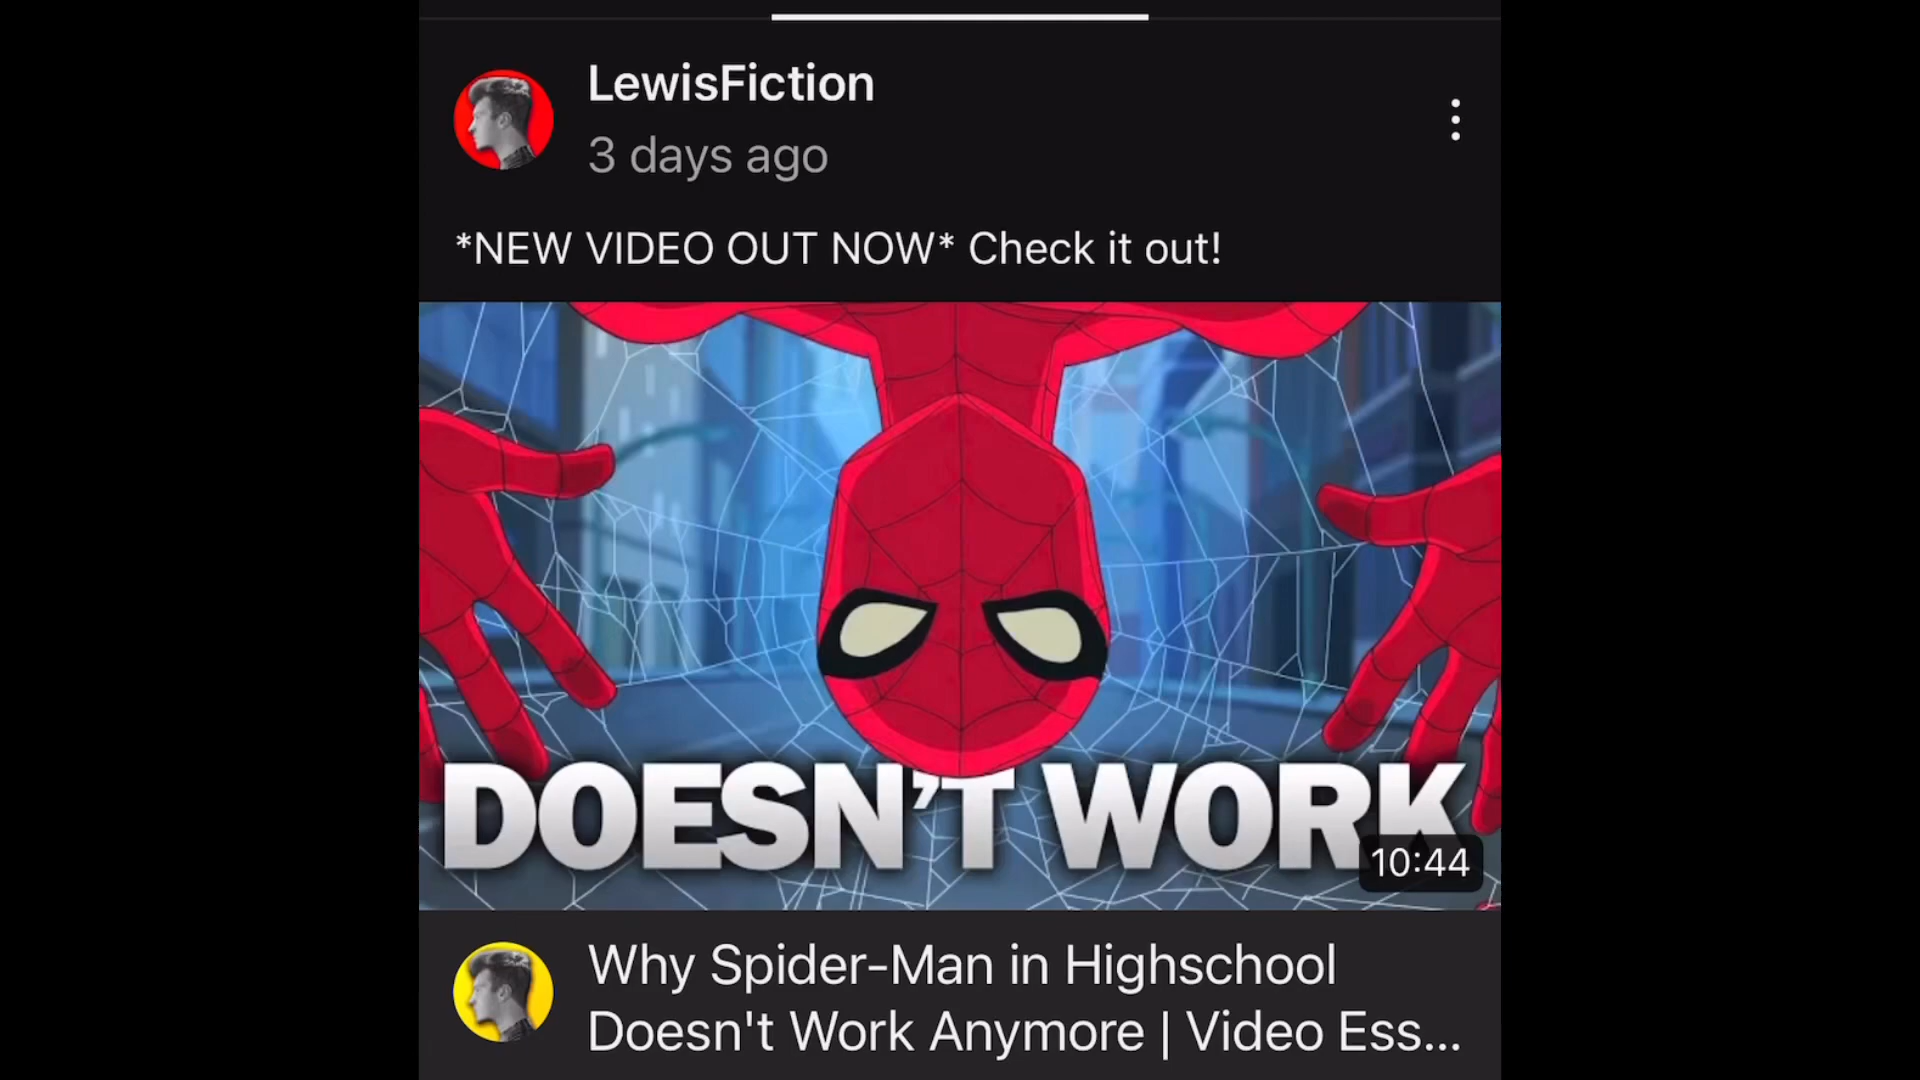 LewisFiction
3 days ago
*NEW VIDEO OUT NOW* Check it out!
DOESN'T WORK
10:44
Why Spider-Man in Highschool
Doesn't Work Anymore | Video Ess...